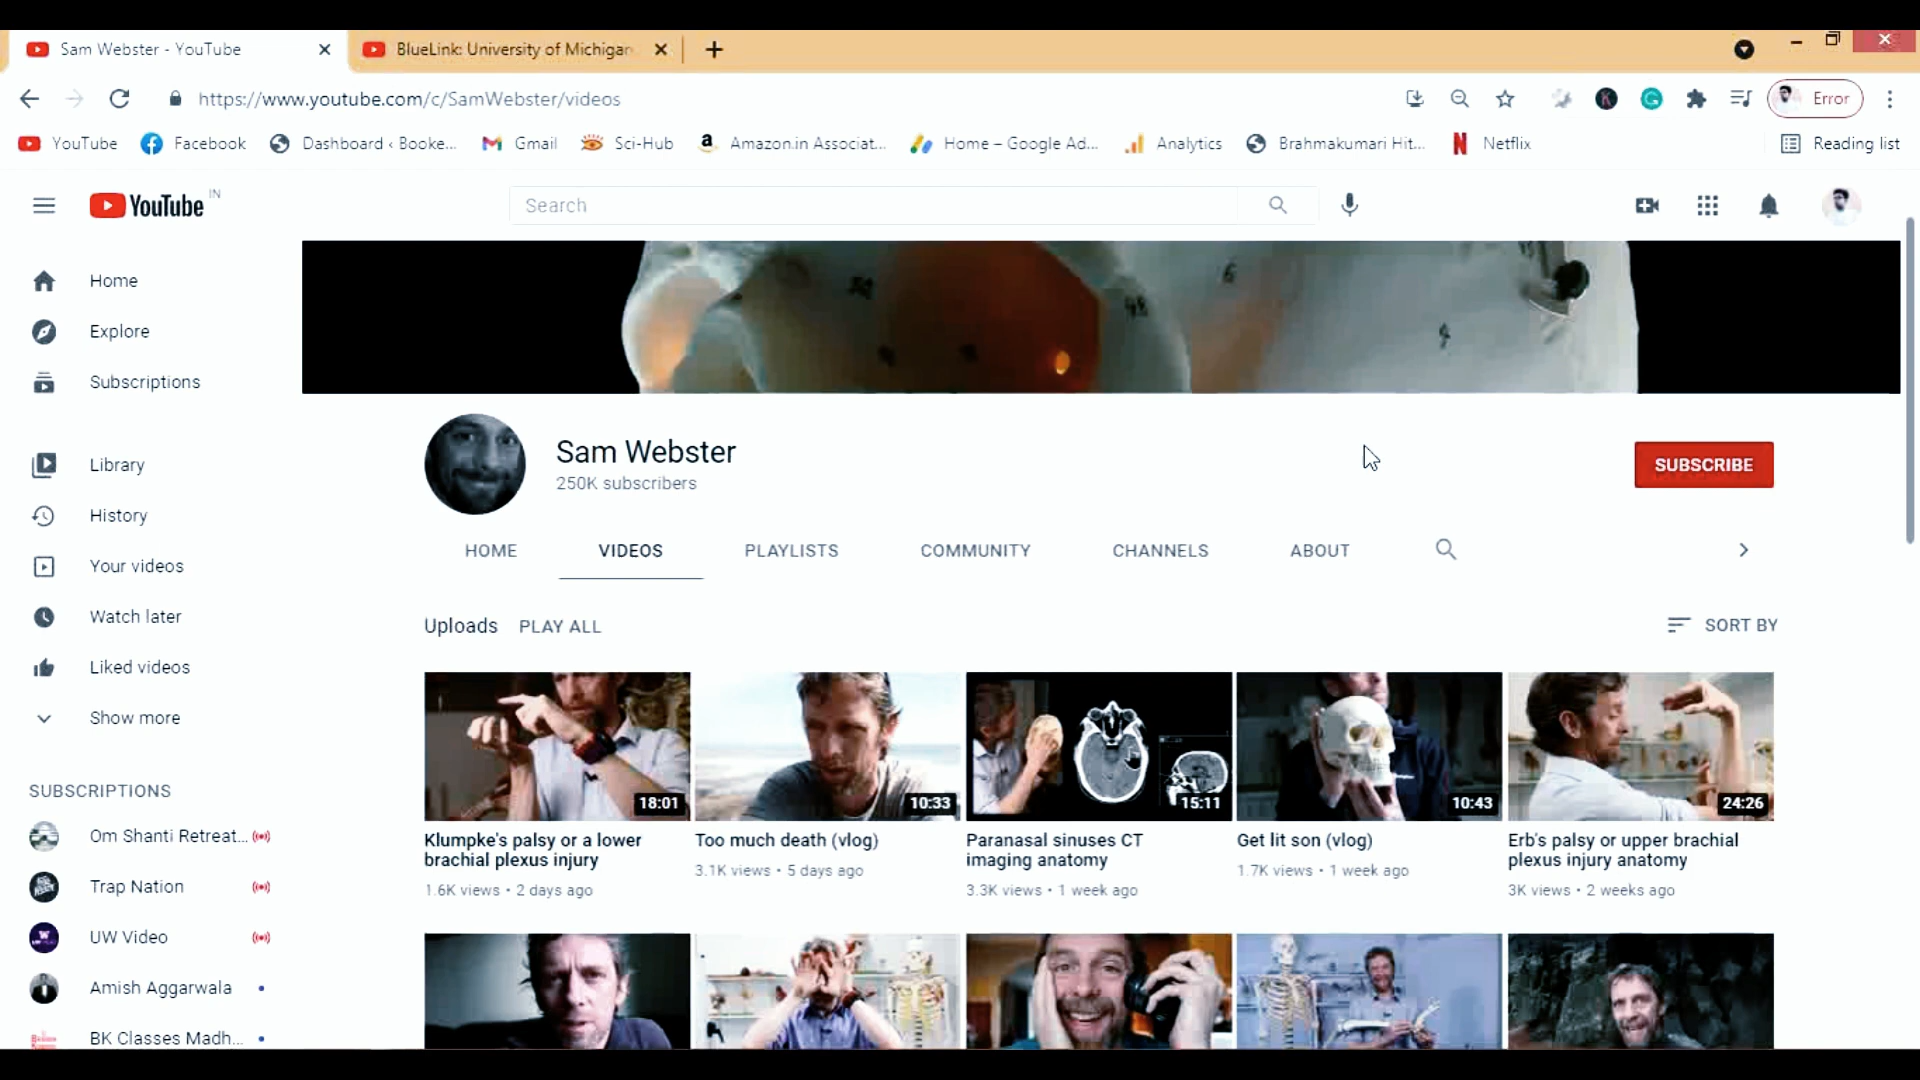 Sam Webster - YouTube
BlueLink: University of Michigan
https://www.youtube.com/c/SamWebster/videos
Error
YouTube
Facebook
Dashboard ‹ Booke...
Gmail
Sci-Hub
Amazon.in Associat...
Home – Google Ad...
Analytics
Brahmakumari Hit...
Netflix
Reading list
YouTube IN
Search
Home
Explore
Subscriptions
Library
History
Your videos
Watch later
Liked videos
Show more
SUBSCRIPTIONS
Om Shanti Retreat...
Trap Nation
UW Video
Amish Aggarwala
BK Classes Madh...
Sam Webster
250K subscribers
SUBSCRIBE
HOME
VIDEOS
PLAYLISTS
COMMUNITY
CHANNELS
ABOUT
Uploads
PLAY ALL
SORT BY
18:01
Klumpke's palsy or a lower
brachial plexus injury
1.6K views • 2 days ago
10:33
Too much death (vlog)
3.1K views • 5 days ago
15:11
Paranasal sinuses CT
imaging anatomy
3.3K views • 1 week ago
10:43
Get lit son (vlog)
1.7K views • 1 week ago
24:26
Erb's palsy or upper brachial
plexus injury anatomy
3K views • 2 weeks ago